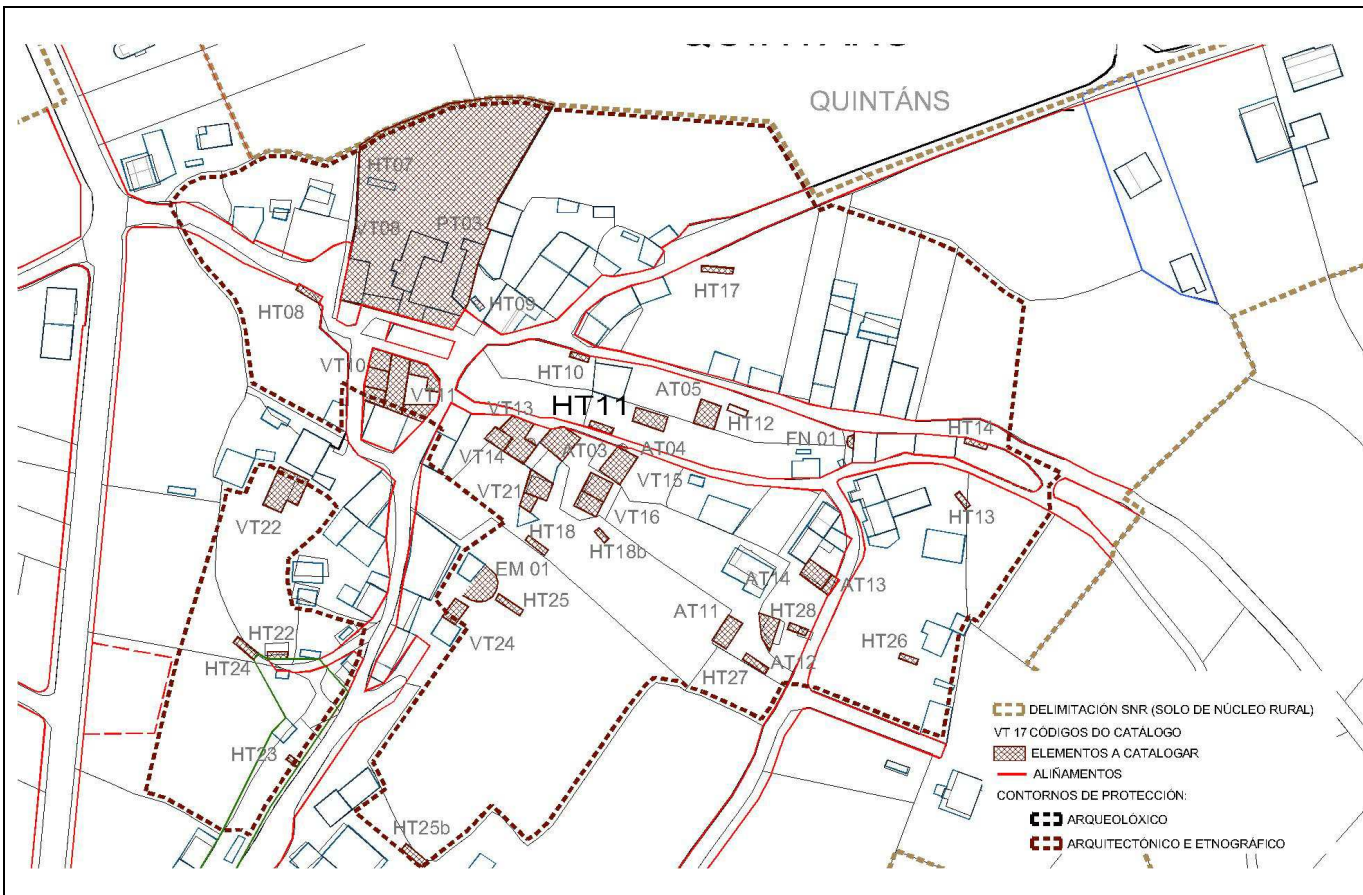 QUINTÁNS
QUINTÁNS
HT07
VT08
PT03
HT08
HT09
HT17
VT10
VT11
HT10
HT11
AT05
HT12
VT13
AT03
AT04
EN 01
HT14
VT14
VT15
VT21
VT16
HT13
VT22
HT18
HT18b
EM 01
HT25
AT14
AT13
VT24
AT11
HT28
HT22
HT24
AT12
HT26
HT27
HT23
HT25b
DELIMITACIÓN SNR (SOLO DE NÚCLEO RURAL)
VT 17 CÓDIGOS DO CATÁLOGO
ELEMENTOS A CATALOGAR
ALIÑAMENTOS
CONTORNOS DE PROTECCIÓN:
ARQUEOLÓXICO
ARQUITECTÓNICO E ETNOGRÁFICO